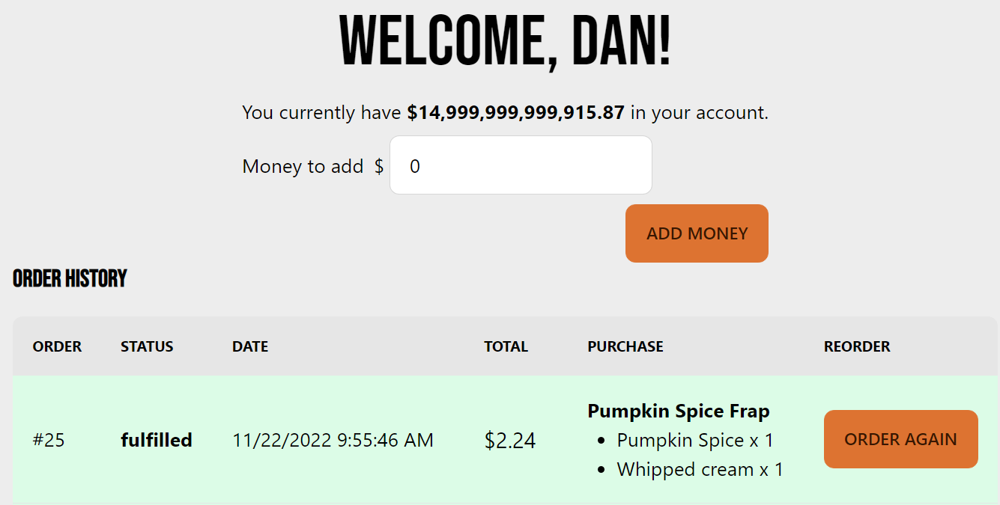 WELCOME, DAN!
You currently have $14,999,999,999,915.87 in your account.
Money to add $ 0
ADD MONEY
ORDER HISTORY
ORDER STATUS DATE TOTAL PURCHASE REORDER
Pumpkin Spice Frap
#25 fulfilled 11/22/2022 9:55:46 AM $2.24 • Pumpkin Spice x 1 ORDER AGAIN
• Whipped cream x 1